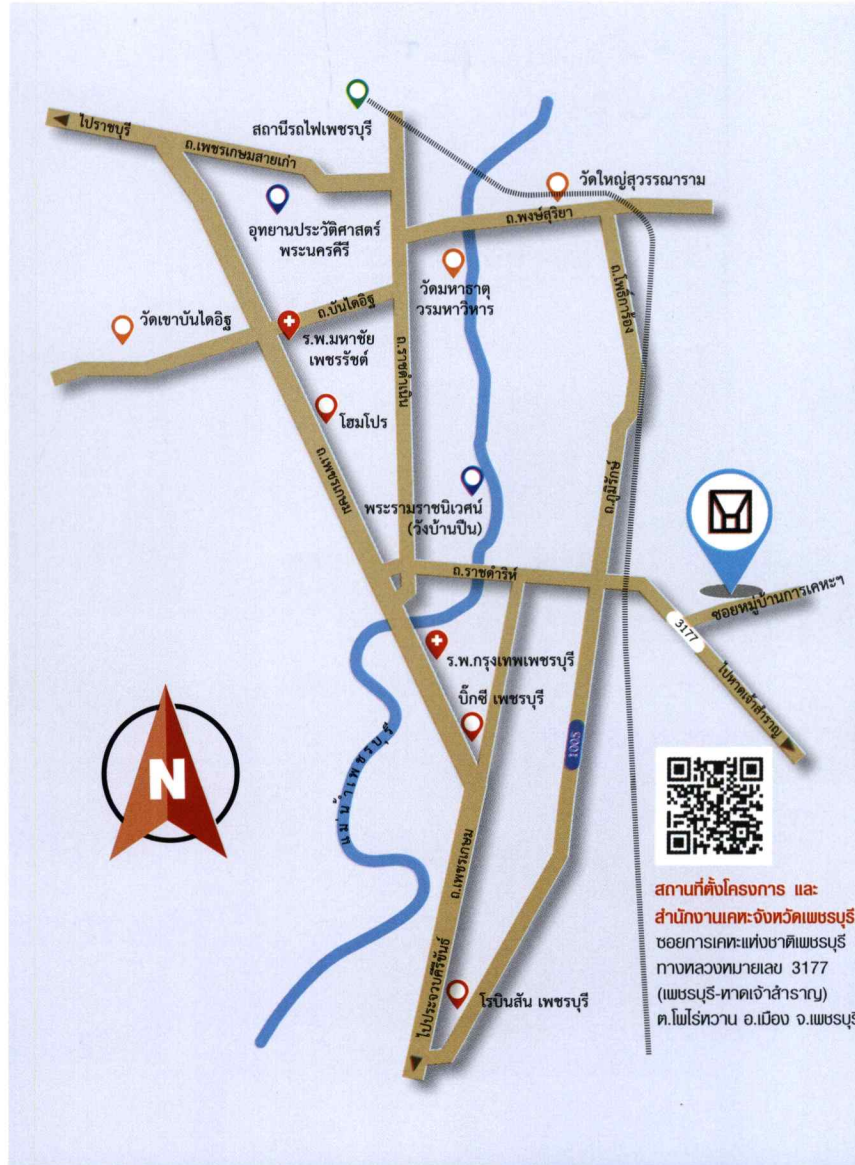 สถานีรถไฟเพชรบุรี
ไปราชบุรี
ถ.เพชรเกษมสายเก่า
วัดใหญ่สุวรรณาราม
ถ.พงษ์สุริยา
อุทยานประวัติศาสตร์
พระนครคีรี
วัดมหาธาตุ
วรมหาวิหาร
ถ.โพธิ์การ้อง
วัดเขาบันไดอิฐ
ถ.บันไดอิฐ
ร.พ.มหาชัย
เพชรรัชต์
ถ.ราชดำเนิน
โฮมโปร
ถ.เพชรเกษม
พระรามราชนิเวศน์
(วังบ้านปืน)
ถ.ภูมิรักษ์
ถ.ราชดำริห์
ซอยหมู่บ้านการเคหะฯ
3177
ไปหาดเจ้าสำราญ
ร.พ.กรุงเทพเพชรบุรี
บิ๊กซี เพชรบุรี
1005
แม่น้ำเพชรบุรี
N
ถ.เพชรเกษม
ไปประจวบคีรีขันธ์
โรบินสัน เพชรบุรี
สถานที่ตั้งโครงการ และ
สำนักงานเคหะจังหวัดเพชรบุรี
ซอยการเคหะแห่งชาติเพชรบุรี
ทางหลวงหมายเลข 3177
(เพชรบุรี-หาดเจ้าสำราญ)
ต.โพไร่หวาน อ.เมือง จ.เพชรบุรี